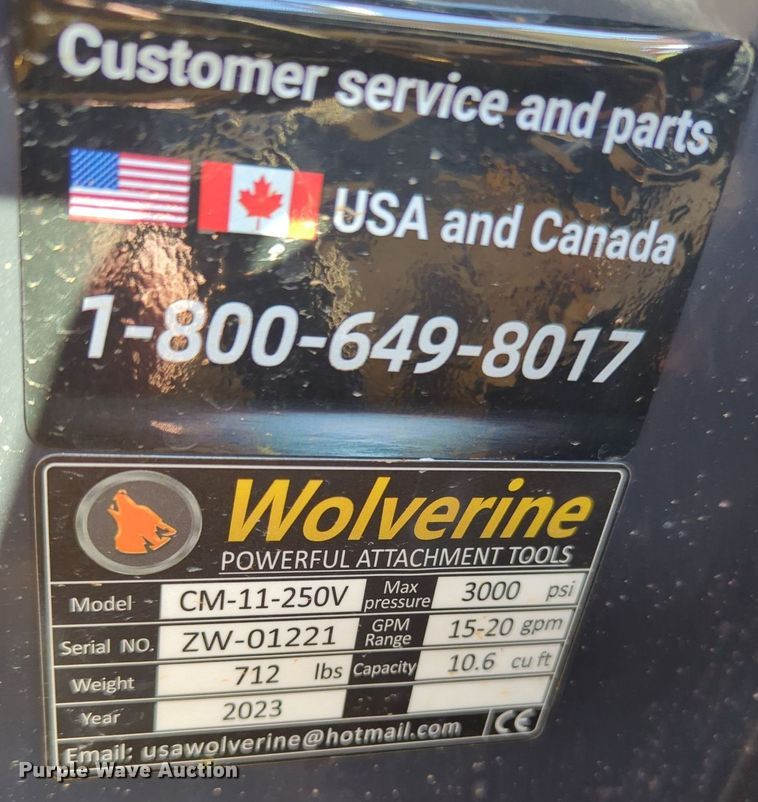 Customer service and parts
USA and Canada
1-800-649-8017
Wolverine
POWERFUL ATTACHMENT TOOLS
Model CM-11-250V Max pressure 3000 psi
Serial NO. ZW-01221 GPM Range 15-20 gpm
Weight 712 lbs Capacity 10.6 cu ft
Year 2023
Email: usawolverine@hotmail.com CE
Purple Wave Auction